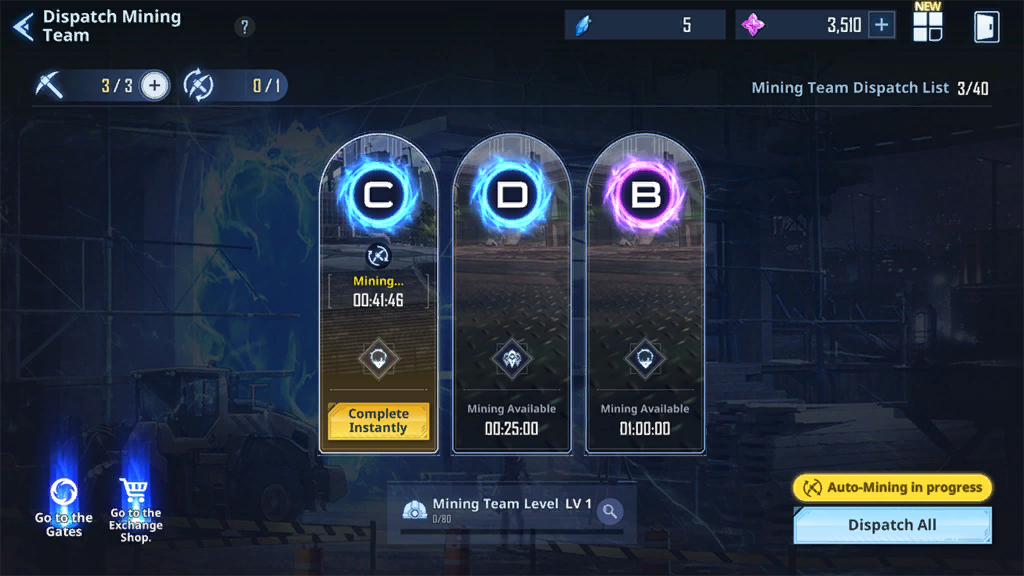 Dispatch Mining
Team
?
5
3,510
+
NEW
3/3
+
0/1
Mining Team Dispatch List 3/40
C
D
B
Mining...
00:41:46
Complete
Instantly
Mining Available
00:25:00
Mining Available
01:00:00
Go to the
Gates
Go to the
Exchange
Shop.
Mining Team Level LV 1
0/80
Auto-Mining in progress
Dispatch All